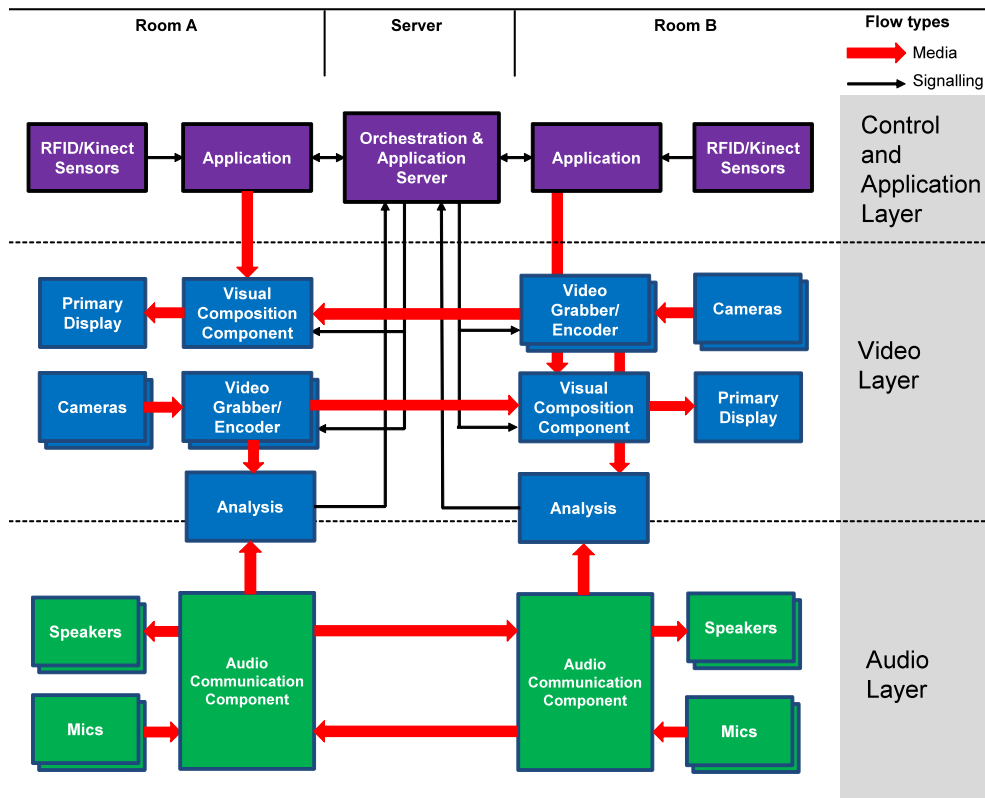 Room A
Server
Room B
Flow types
Media
Signalling
RFID/Kinect
Sensors
Application
Orchestration &
Application
Server
Application
RFID/Kinect
Sensors
Control
and
Application
Layer
Primary
Display
Visual
Composition
Component
Video
Grabber/
Encoder
Cameras
Video
Layer
Cameras
Video
Grabber/
Encoder
Visual
Composition
Component
Primary
Display
Analysis
Analysis
Speakers
Audio
Communication
Component
Mics
Audio
Communication
Component
Speakers
Mics
Audio
Layer